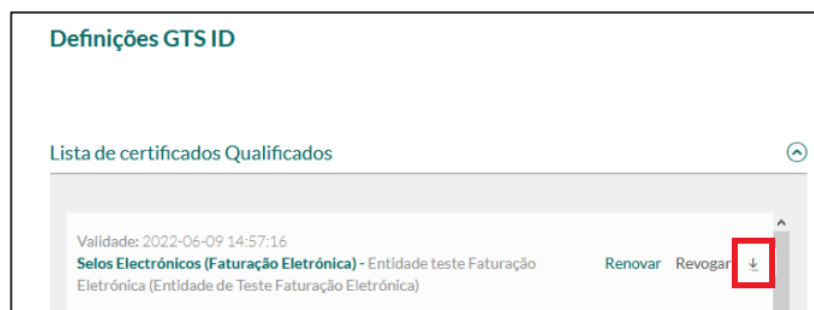 Definições GTS ID
Lista de certificados Qualificados
Validade: 2022-06-09 14:57:16
Selos Electrónicos (Faturação Eletrónica) - Entidade teste Faturação Renovar Revogar
Eletrónica (Entidade de Teste Faturação Eletrónica)